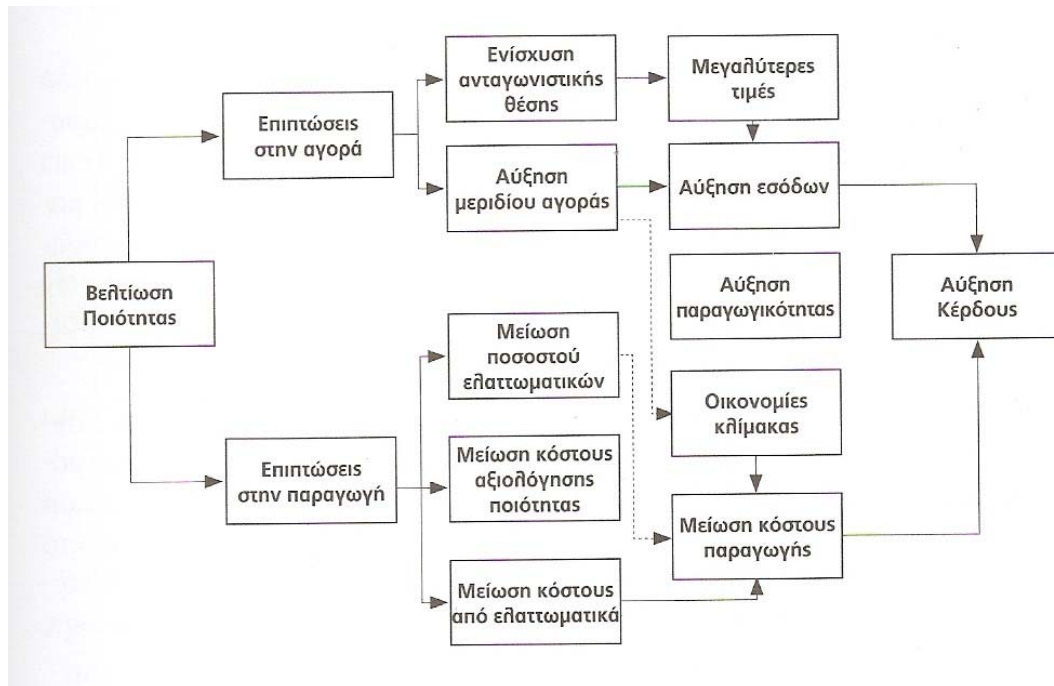 Ενίσχυση
ανταγωνιστικής
θέσης
Μεγαλύτερες
τιμές
Επιπτώσεις
στην αγορά
Αύξηση
μεριδίου αγοράς
Αύξηση εσόδων
Βελτίωση
Ποιότητας
Αύξηση
παραγωγικότητας
Αύξηση
Κέρδους
Μείωση
ποσοστού
ελαττωματικών
Οικονομίες
κλίμακας
Επιπτώσεις
στην παραγωγή
Μείωση κόστους
αξιολόγησης
ποιότητας
Μείωση κόστους
παραγωγής
Μείωση κόστους
από ελαττωματικά